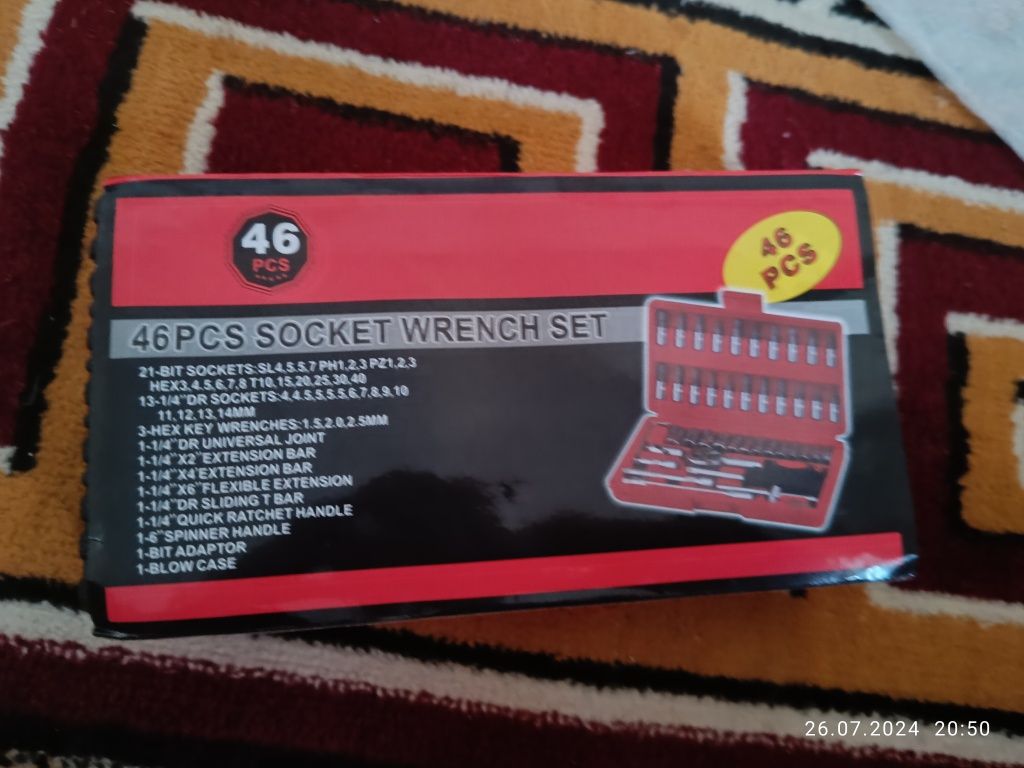 46
PCS
46
PCS
46PCS SOCKET WRENCH SET
21-BIT SOCKETS:SL4,5.5,7 PH1,2,3 PZ1,2,3
HEX3,4,5,6,7,8 T10,15,20,25,30,40
13-1/4"DR SOCKETS:4,4.5,5,5.5,6,7,8,9,10
11,12,13,14MM
3-HEX KEY WRENCHES:1.5,2.0,2.5MM
1-1/4"DR UNIVERSAL JOINT
1-1/4"X2"EXTENSION BAR
1-1/4"X4"EXTENSION BAR
1-1/4"X6"FLEXIBLE EXTENSION
1-1/4"DR SLIDING T BAR
1-1/4"QUICK RATCHET HANDLE
1-6"SPINNER HANDLE
1-BIT ADAPTOR
1-BLOW CASE
26.07.2024 20:50